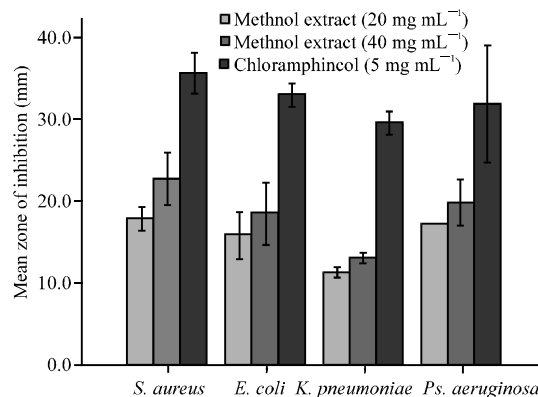 Methnol extract (20 mg mL⁻¹)
Methnol extract (40 mg mL⁻¹)
Chloramphincol (5 mg mL⁻¹)
Mean zone of inhibition (mm)
40.0
30.0
20.0
10.0
0.0
S. aureus E. coli K. pneumoniae Ps. aeruginosa